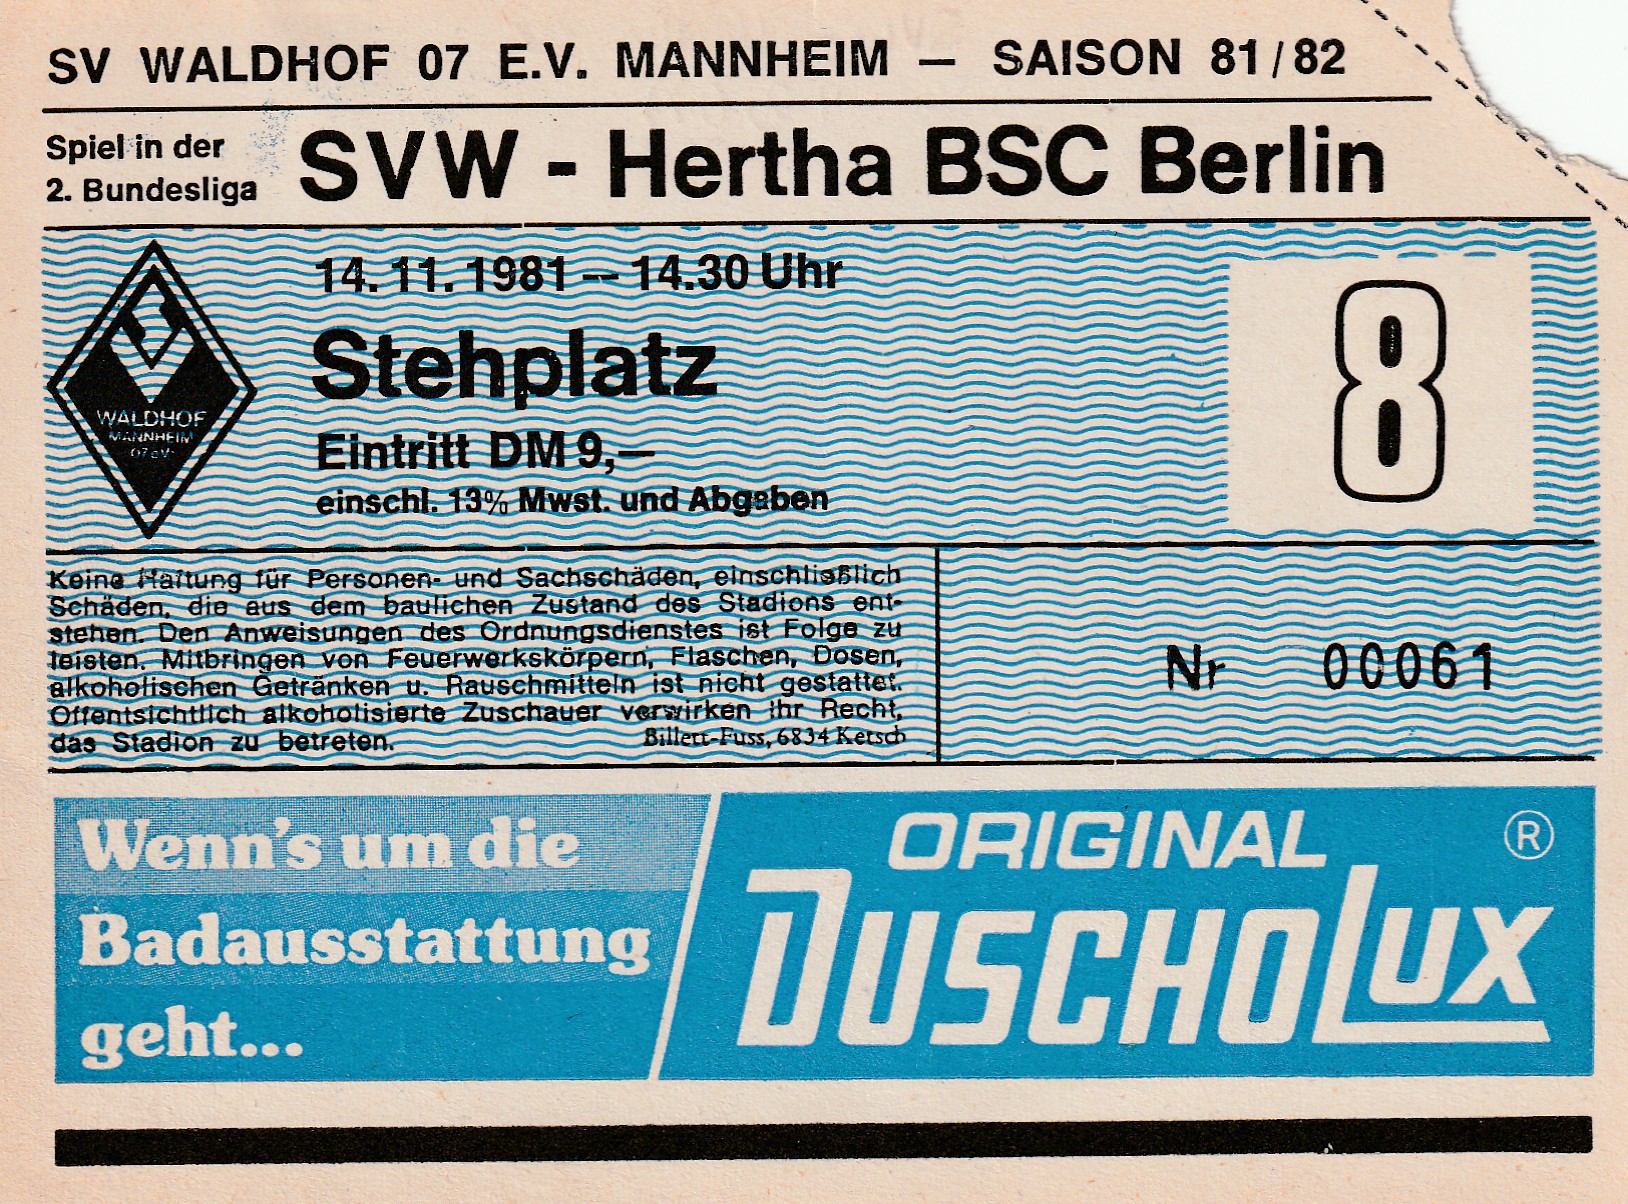 SV WALDHOF 07 E.V. MANNHEIM — SAISON 81/82
Spiel in der
2. Bundesliga
SVW - Hertha BSC Berlin
14. 11. 1981 — 14.30 Uhr
Stehplatz
Eintritt DM 9,—
einschl. 13% Mwst. und Abgaben
8
WALDHOF
MANNHEIM
07 e.V.
Keine Haftung für Personen- und Sachschäden, einschließlich
Schäden, die aus dem baulichen Zustand des Stadions ent-
stehen. Den Anweisungen des Ordnungsdienstes ist Folge zu
leisten. Mitbringen von Feuerwerkskörpern, Flaschen, Dosen,
alkoholischen Getränken u. Rauschmitteln ist nicht gestattet.
Offentsichtlich alkoholisierte Zuschauer verwirken ihr Recht,
das Stadion zu betreten.
Billett-Fuss, 6834 Ketsch
Nr 00061
Wenn's um die
Badausstattung
geht...
ORIGINAL
DUSCHOLUX ®